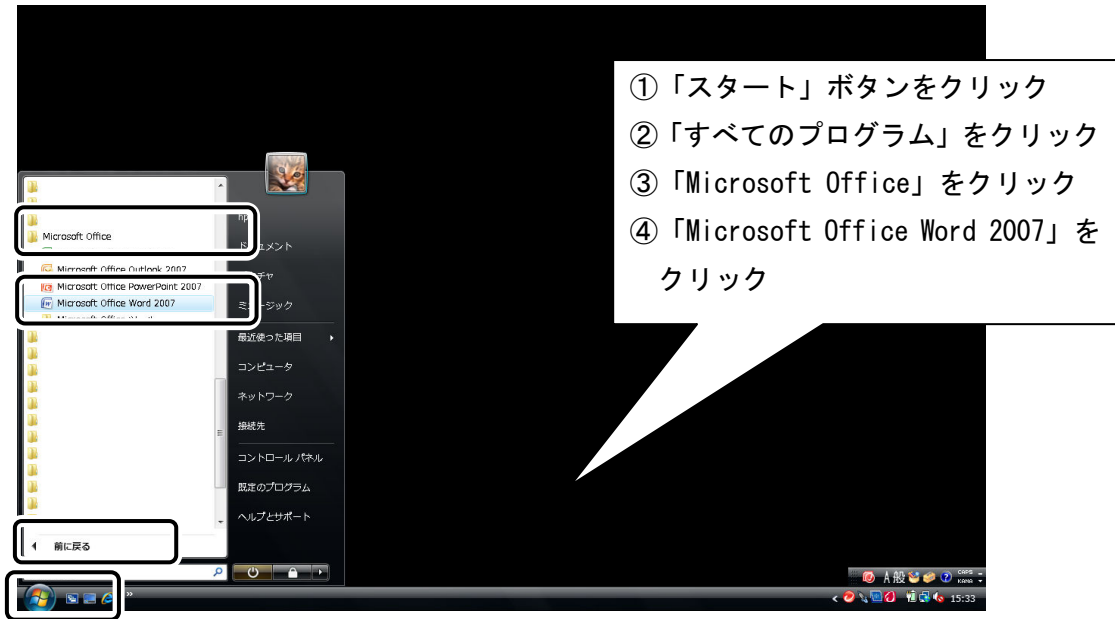 ①「スタート」ボタンをクリック
②「すべてのプログラム」をクリック
③「Microsoft Office」をクリック
④「Microsoft Office Word 2007」を
クリック
Microsoft Office
Microsoft Office Outlook 2007
Microsoft Office PowerPoint 2007
Microsoft Office Word 2007
前に戻る
hp
ドキュメント
ミュージック
最近使った項目
コンピュータ
ネットワーク
接続先
コントロール パネル
既定のプログラム
ヘルプとサポート
A 般
CAPS
KANA
15:33